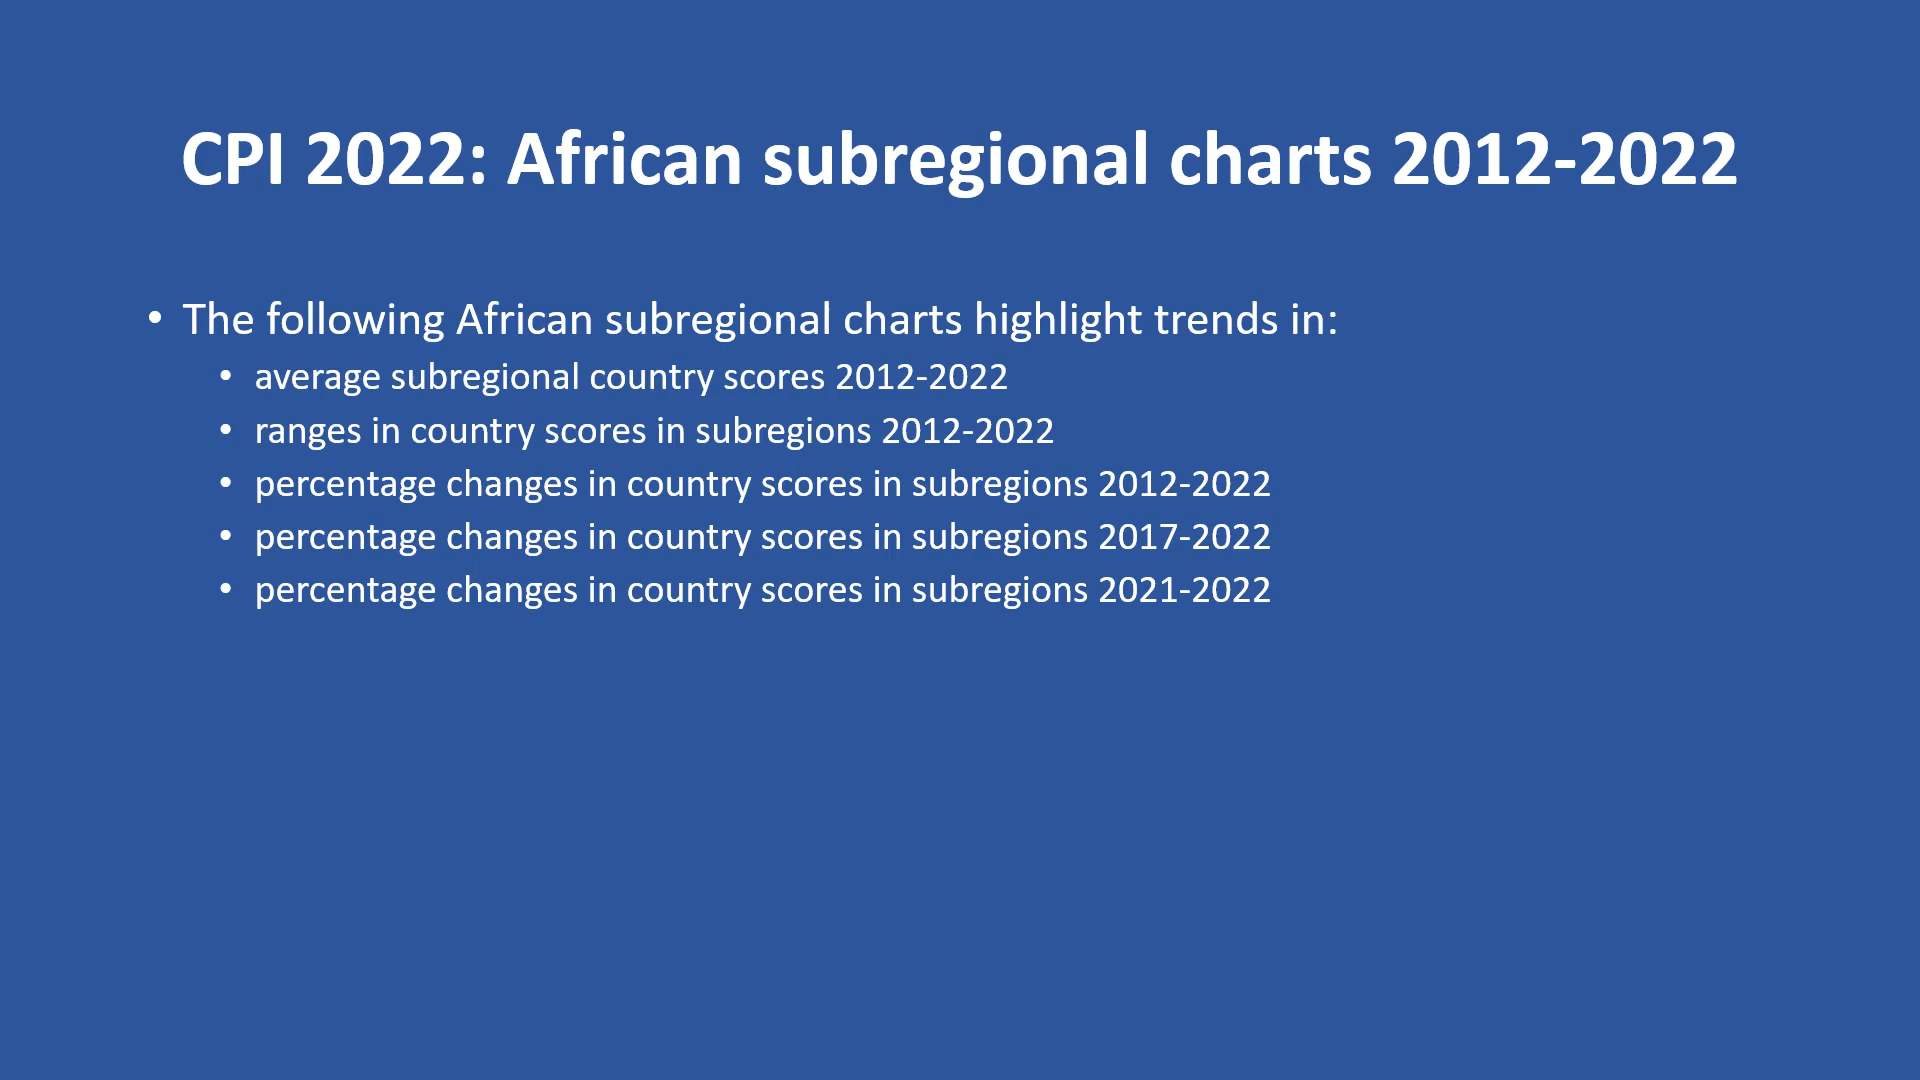 CPI 2022: African subregional charts 2012-2022
• The following African subregional charts highlight trends in:
• average subregional country scores 2012-2022
• ranges in country scores in subregions 2012-2022
• percentage changes in country scores in subregions 2012-2022
• percentage changes in country scores in subregions 2017-2022
• percentage changes in country scores in subregions 2021-2022